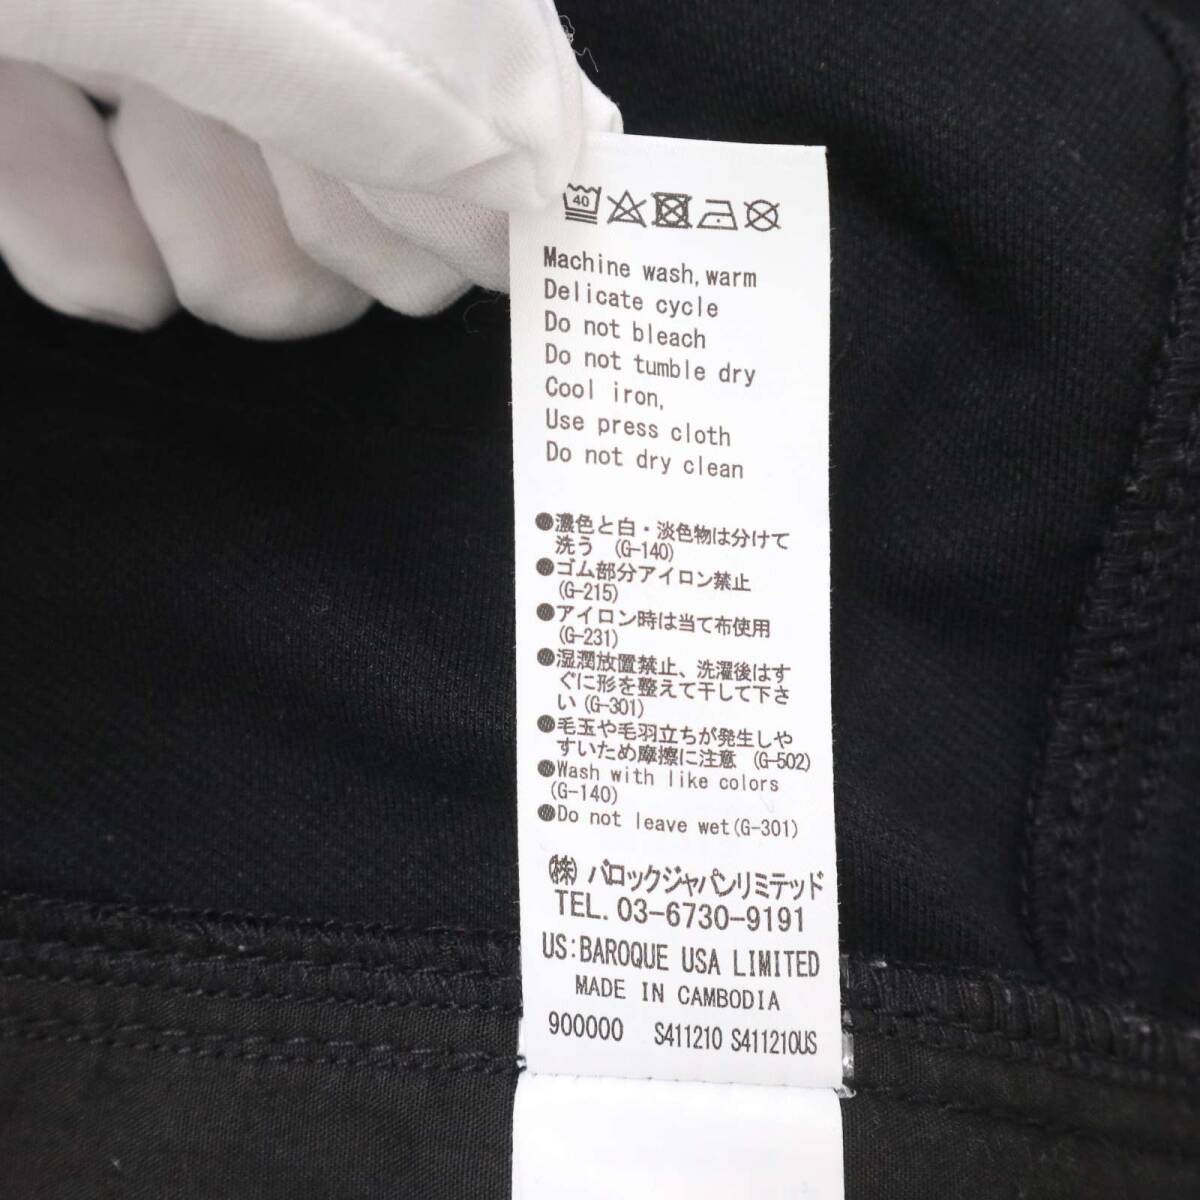 40
Machine wash, warm
Delicate cycle
Do not bleach
Do not tumble dry
Cool iron,
Use press cloth
Do not dry clean
●濃色と白・淡色物は分けて
洗う (G-140)
●ゴム部分アイロン禁止
(G-215)
●アイロン時は当て布使用
(G-231)
●湿潤放置禁止、洗濯後はす
ぐに形を整えて干して下さ
い (G-301)
●毛玉や毛羽立ちが発生しや
すいため摩擦に注意 (G-502)
●Wash with like colors
(G-140)
●Do not leave wet(G-301)
(株) バロックジャパンリミテッド
TEL. 03-6730-9191
US:BAROQUE USA LIMITED
MADE IN CAMBODIA
900000 S411210 S411210US